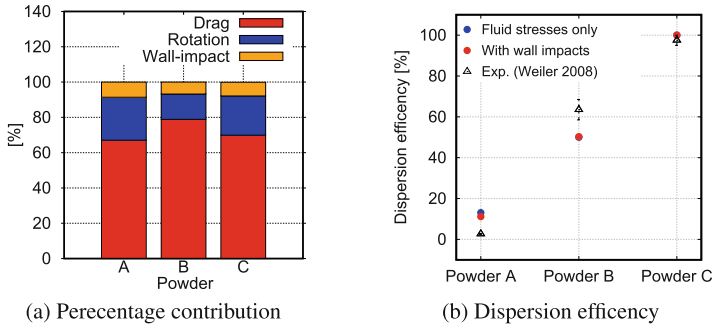 140
120
100
80
60
40
20
0
[%]
Drag
Rotation
Wall-impact
A B C
Powder
(a) Perecentage contribution
100
80
60
40
20
0
Dispersion efficency [%]
Fluid stresses only
With wall impacts
Exp. (Weiler 2008)
Powder A Powder B Powder C
(b) Dispersion efficency